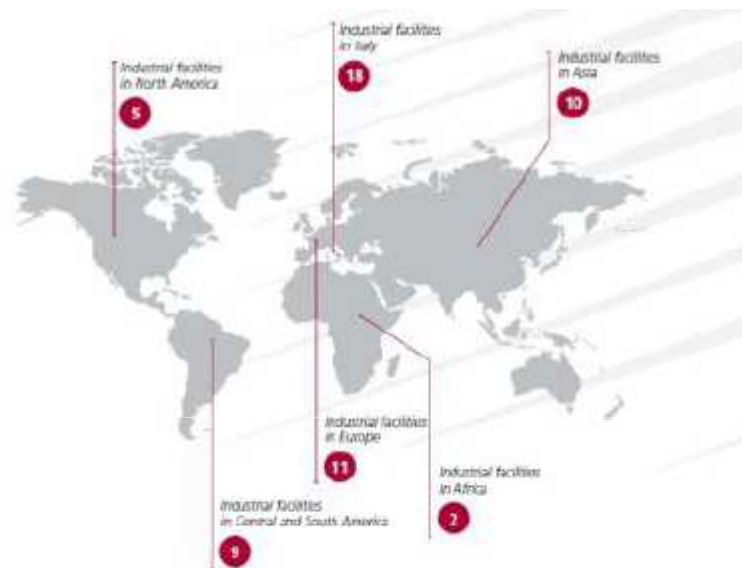 Industrial facilities
in Italy
18
Industrial facilities
in North America
5
Industrial facilities
in Asia
10
Industrial facilities
in Europe
11
Industrial facilities
in Africa
2
Industrial facilities
in Central and South America
9